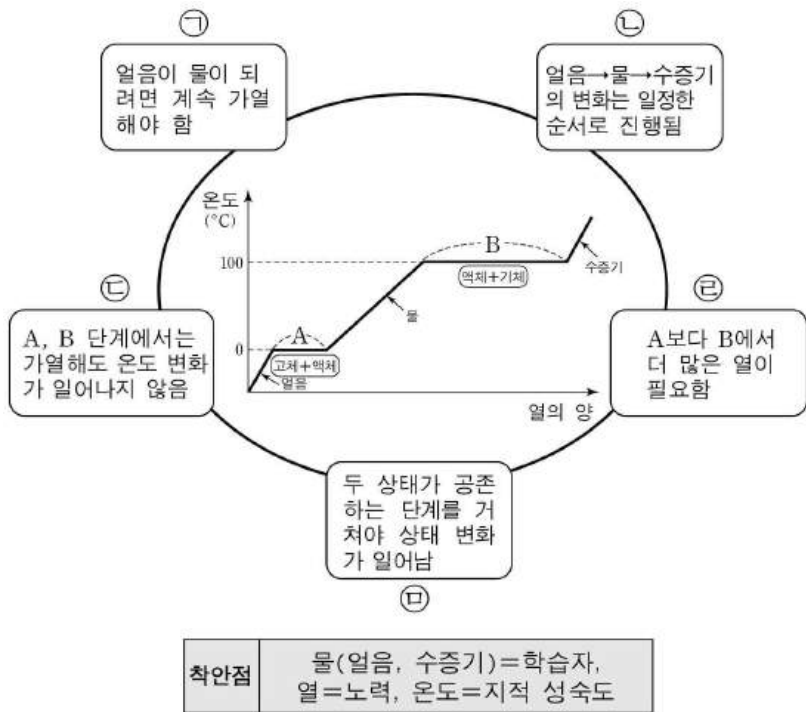 ㉠
얼음이 물이 되
려면 계속 가열
해야 함
㉡
얼음→물→수증기
의 변화는 일정한
순서로 진행됨
온도
(°C)
100
0
A
B
고체+액체
액체+기체
얼음
물
수증기
열의 양
㉢
A, B 단계에서는
가열해도 온도 변화
가 일어나지 않음
㉣
A보다 B에서
더 많은 열이
필요함
두 상태가 공존
하는 단계를 거
쳐야 상태 변화
가 일어남
㉤
착안점
물(얼음, 수증기)=학습자,
열=노력, 온도=지적 성숙도